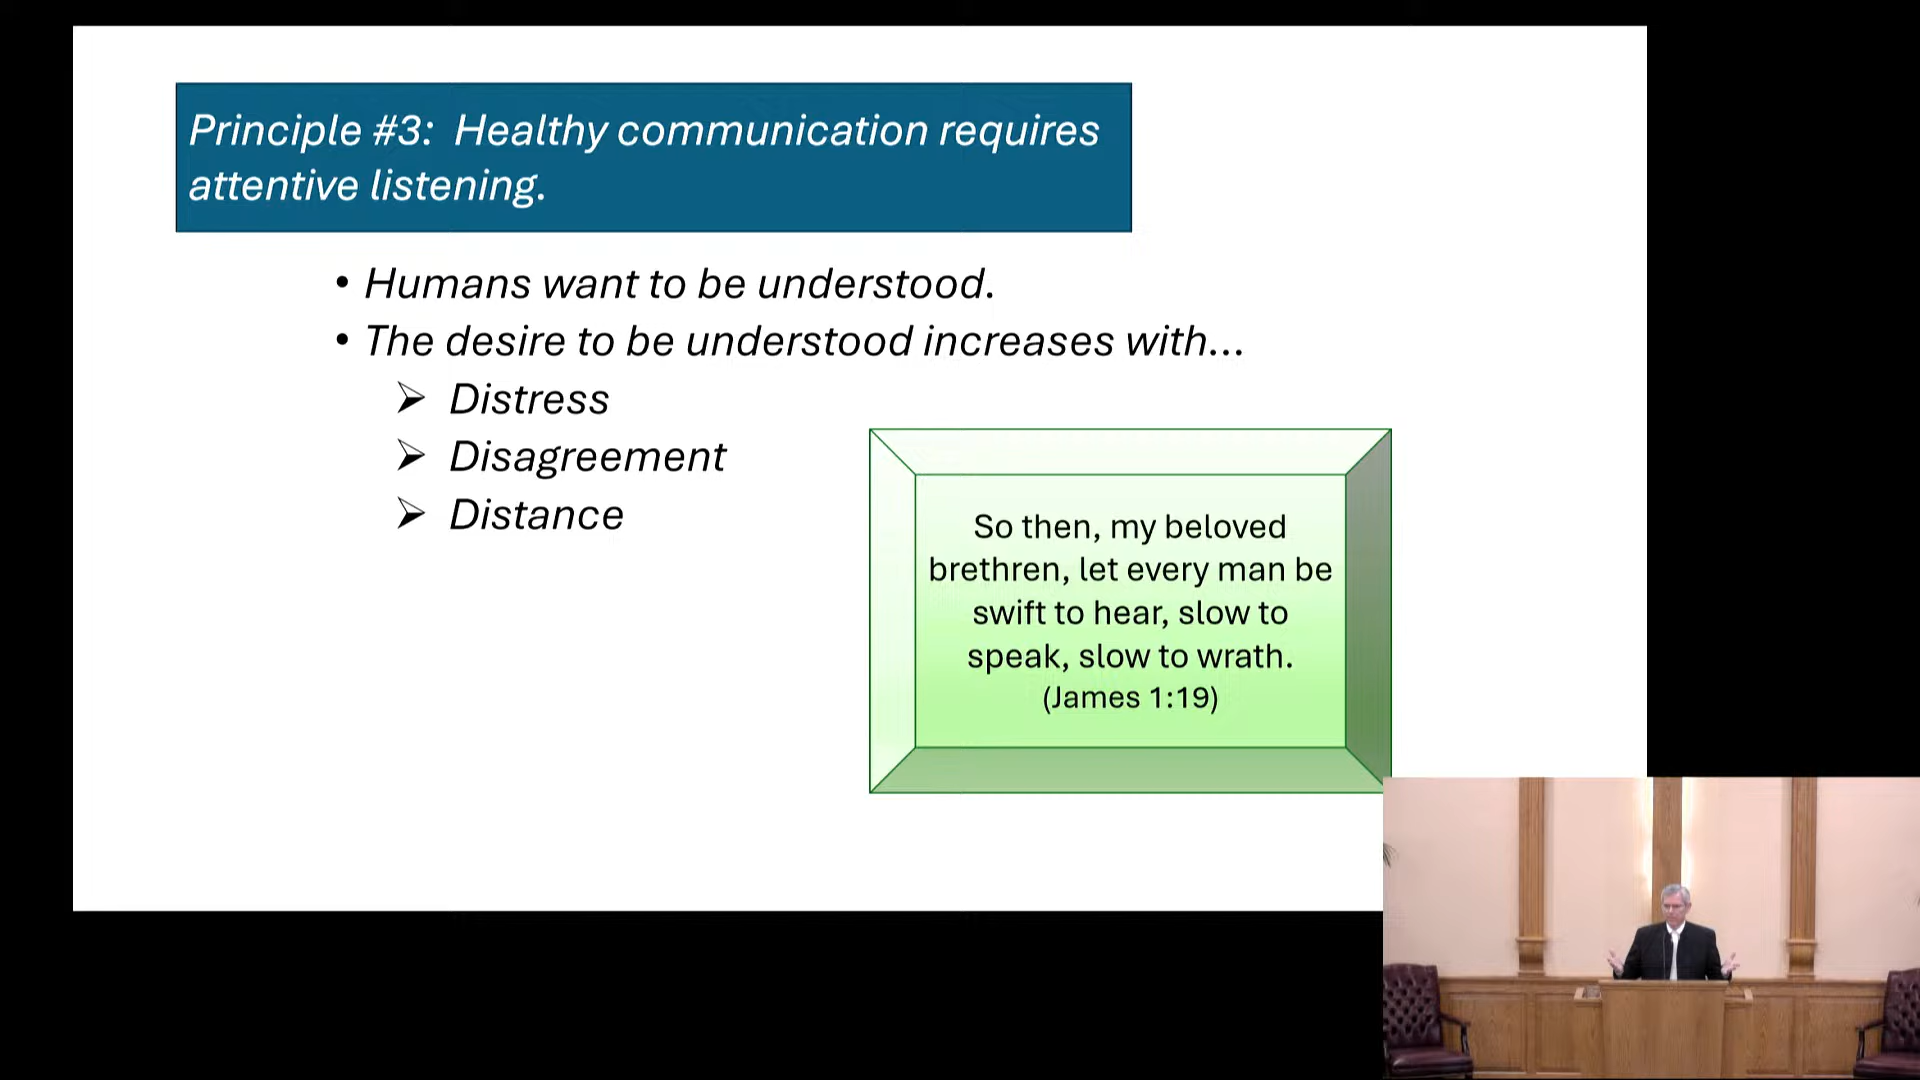 Principle #3:  Healthy communication requires
attentive listening.
• Humans want to be understood.
• The desire to be understood increases with...
➢ Distress
➢ Disagreement
➢ Distance
So then, my beloved
brethren, let every man be
swift to hear, slow to
speak, slow to wrath.
(James 1:19)